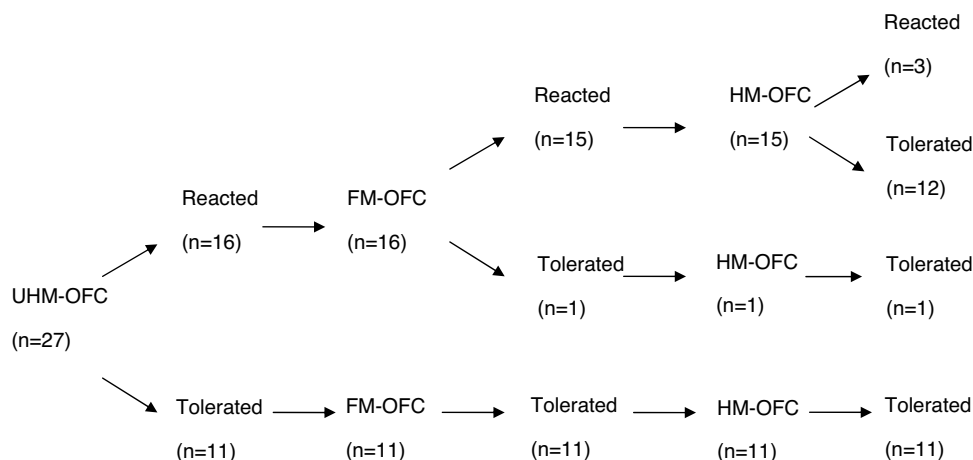 Reacted
(n=3)
Reacted
(n=15)
HM-OFC
(n=15)
Tolerated
(n=12)
Reacted
(n=16)
FM-OFC
(n=16)
Tolerated
(n=1)
HM-OFC
(n=1)
Tolerated
(n=1)
UHM-OFC
(n=27)
Tolerated
(n=11)
FM-OFC
(n=11)
Tolerated
(n=11)
HM-OFC
(n=11)
Tolerated
(n=11)